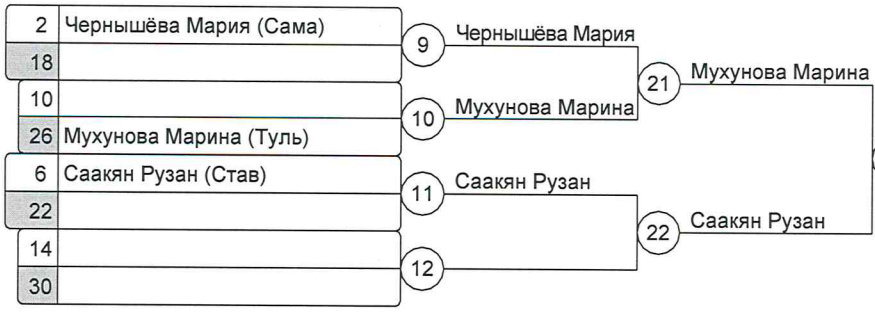 2 Чернышёва Мария (Сама)
18
9 Чернышёва Мария
21 Мухунова Марина
10
26 Мухунова Марина (Туль)
10 Мухунова Марина
6 Саакян Рузан (Став)
22
11 Саакян Рузан
22 Саакян Рузан
14
30
12